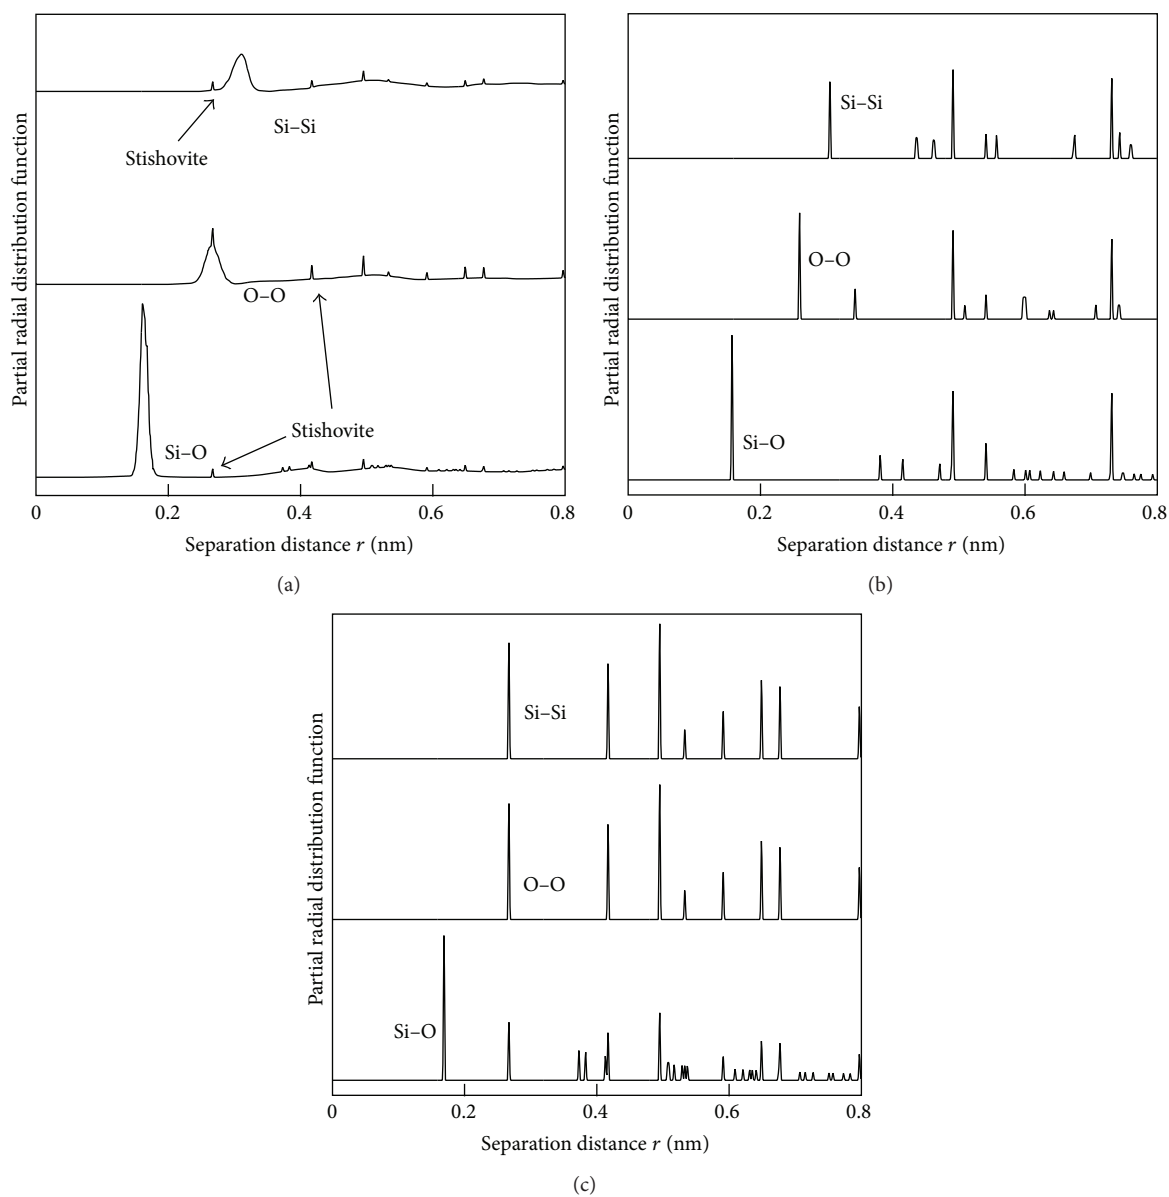 Partial radial distribution function
Si–Si
Stishovite
O–O
Stishovite
Si–O
0 0.2 0.4 0.6 0.8
Separation distance r (nm)
(a)
Partial radial distribution function
Si–Si
O–O
Si–O
0 0.2 0.4 0.6 0.8
Separation distance r (nm)
(b)
Partial radial distribution function
Si–Si
O–O
Si–O
0 0.2 0.4 0.6 0.8
Separation distance r (nm)
(c)